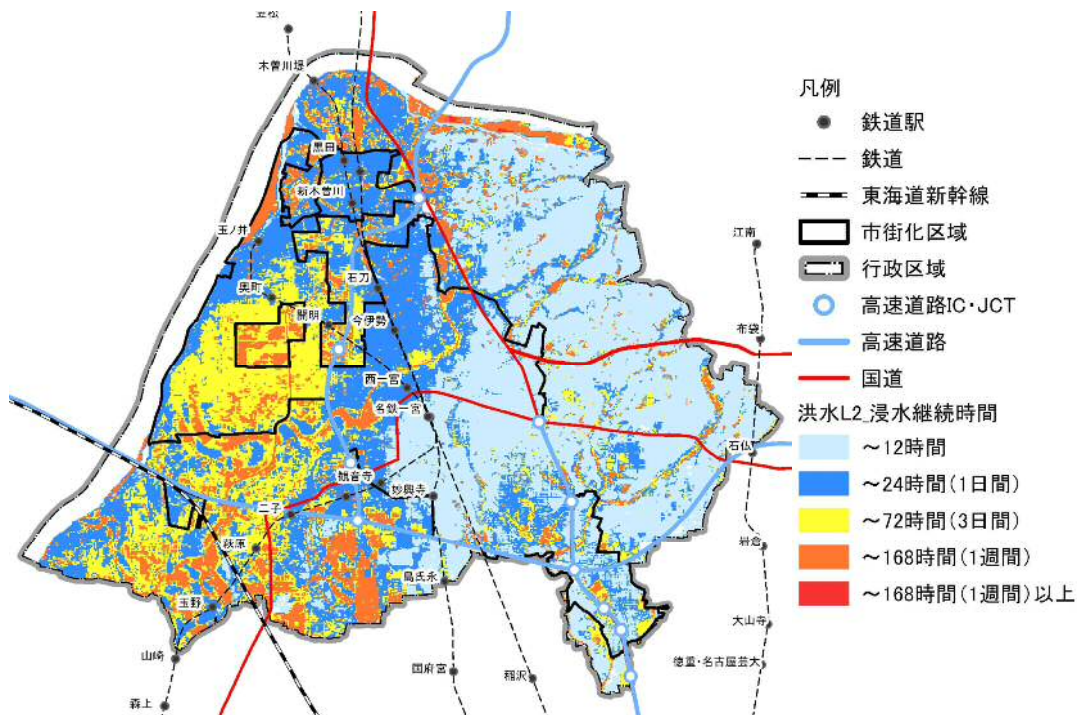 笠松
木曽川堤
黒田
新木曽川
玉ノ井
石刀
奥町
開明
今伊勢
西一宮
名鉄一宮
観音寺
妙興寺
二子
萩原
島氏永
玉野
山崎
森上
国府宮
稲沢
江南
布袋
石仏
岩倉
大山寺
徳重・名古屋芸大
凡例
鉄道駅
鉄道
東海道新幹線
市街化区域
行政区域
高速道路IC・JCT
高速道路
国道
洪水L2_浸水継続時間
～12時間
～24時間(1日間)
～72時間(3日間)
～168時間(1週間)
～168時間(1週間)以上